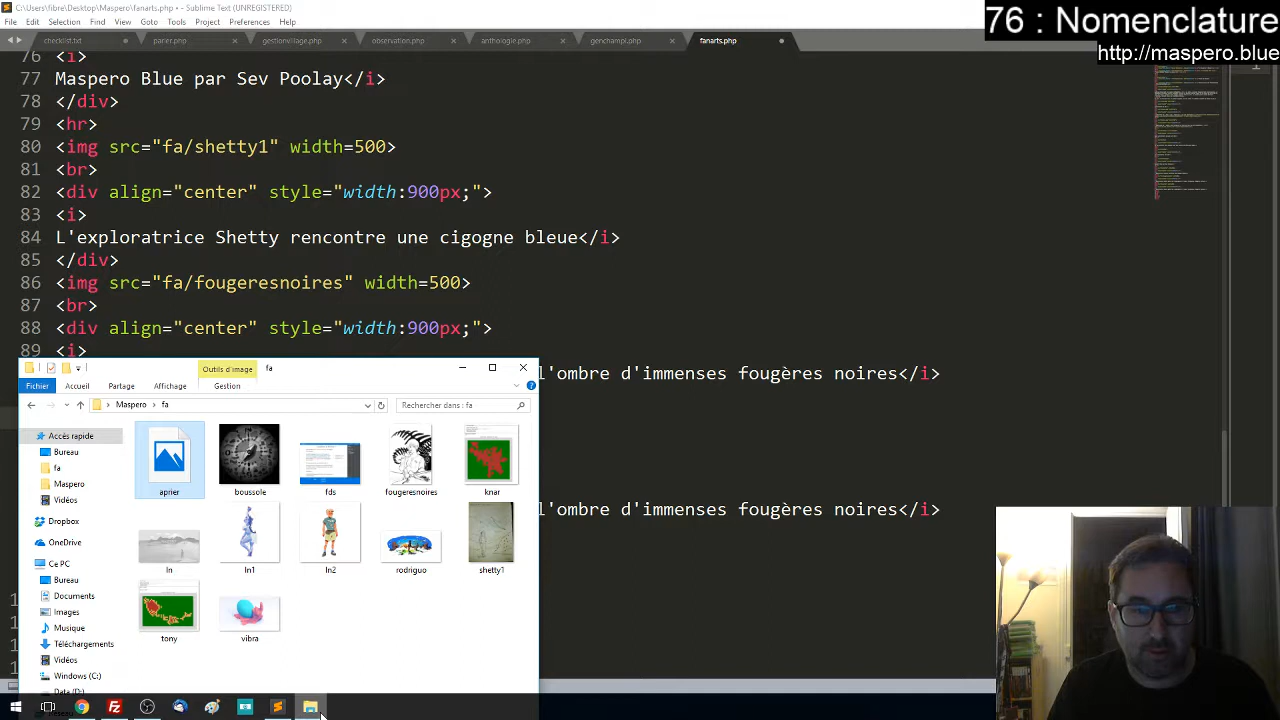 C:\Users\fibre\Desktop\Maspero\fanarts.php • - Sublime Text (UNREGISTERED)
File Edit Selection Find View Goto Tools Project Preferences Help
76 : Nomenclature
http://maspero.blue
checklist.txt parler.php gestionvillage.php observation.php anthologie.php genchampi.php fanarts.php
76 <i>
77 Maspero Blue par Sev Poolay</i>
78 </div>
79 <hr>
80 <img src="fa/shetty1" width=500>
81 <br>
82 <div align="center" style="width:900px;">
83 <i>
84 L'exploratrice Shetty rencontre une cigogne bleue</i>
85 </div>
86 <img src="fa/fougeresnoires" width=500>
87 <br>
88 <div align="center" style="width:900px;">
89 <i>
l'ombre d'immenses fougères noires</i>
l'ombre d'immenses fougères noires</i>
Outils d'image fa
Fichier Accueil Partage Affichage Gestion
Maspero fa Rechercher dans : fa
Accès rapide
Bureau
fa
Maspero
Vidéos
Dropbox
OneDrive
Ce PC
Bureau
Documents
Images
Musique
Téléchargements
Vidéos
Windows (C:)
Data (D:)
aprier boussole fds fougeresnoires knar
ln ln1 ln2 rodriguo shetty1
tony vibra